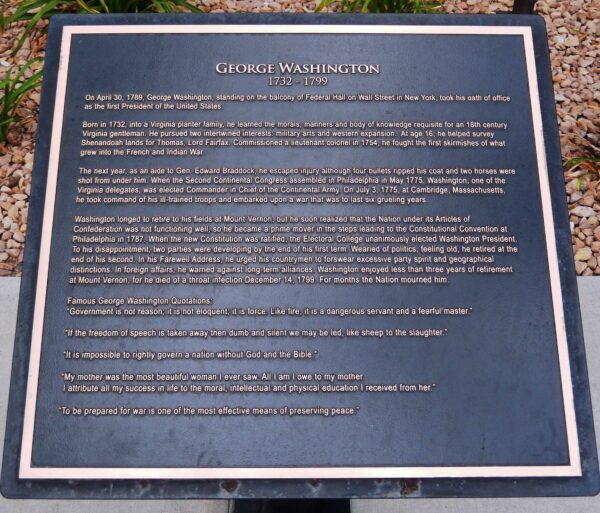 GEORGE WASHINGTON
1732 - 1799
On April 30, 1789, George Washington, standing on the balcony of Federal Hall on Wall Street in New York, took his oath of office
as the first President of the United States
Born in 1732, into a Virginia planter family, he learned the morals, manners and body of knowledge requisite for an 18th century
Virginia gentleman. He pursued two intertwined interests: military arts and western expansion. At age 16, he helped survey
Shenandoah lands for Thomas, Lord Fairfax. Commissioned a lieutenant colonel in 1754, he fought the first skirmishes of what
grew into the French and Indian War.
The next year, as an aide to Gen. Edward Braddock, he escaped injury although four bullets ripped his coat and two horses were
shot from under him. When the Second Continental Congress assembled in Philadelphia in May 1775, Washington, one of the
Virginia delegates, was elected Commander in Chief of the Continental Army. On July 3, 1775, at Cambridge, Massachusetts,
he took command of his ill-trained troops and embarked upon a war that was to last six grueling years.
Washington longed to retire to his fields at Mount Vernon, but he soon realized that the Nation under its Articles of
Confederation was not functioning well, so he became a prime mover in the steps leading to the Constitutional Convention at
Philadelphia in 1787. When the new Constitution was ratified, the Electoral College unanimously elected Washington President.
To his disappointment, two parties were developing by the end of his first term. Wearied of politics, feeling old, he retired at the
end of his second. In his Farewell Address, he urged his countrymen to forswear excessive party spirit and geographical
distinctions. In foreign affairs, he warned against long-term alliances. Washington enjoyed less than three years of retirement
at Mount Vernon, for he died of a throat infection December 14, 1799. For months the Nation mourned him.
Famous George Washington Quotations:
"Government is not reason; it is not eloquent; it is force. Like fire, it is a dangerous servant and a fearful master."
"If the freedom of speech is taken away then dumb and silent we may be led, like sheep to the slaughter."
"It is impossible to rightly govern a nation without God and the Bible."
"My mother was the most beautiful woman I ever saw. All I am I owe to my mother.
I attribute all my success in life to the moral, intellectual and physical education I received from her."
"To be prepared for war is one of the most effective means of preserving peace."